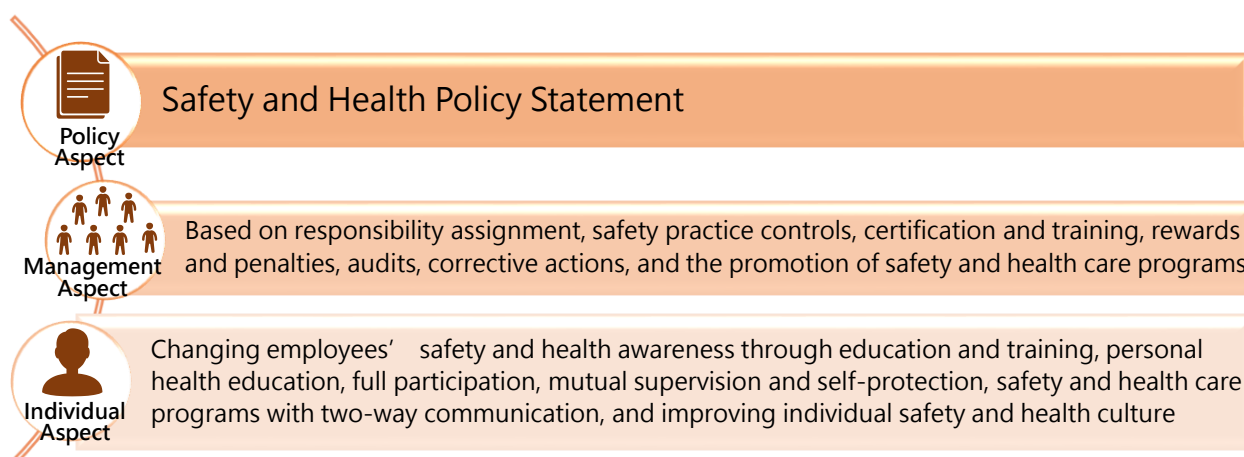 Policy
Aspect
Safety and Health Policy Statement
Management
Aspect
Based on responsibility assignment, safety practice controls, certification and training, rewards
and penalties, audits, corrective actions, and the promotion of safety and health care programs
Individual
Aspect
Changing employees’ safety and health awareness through education and training, personal
health education, full participation, mutual supervision and self-protection, safety and health care
programs with two-way communication, and improving individual safety and health culture